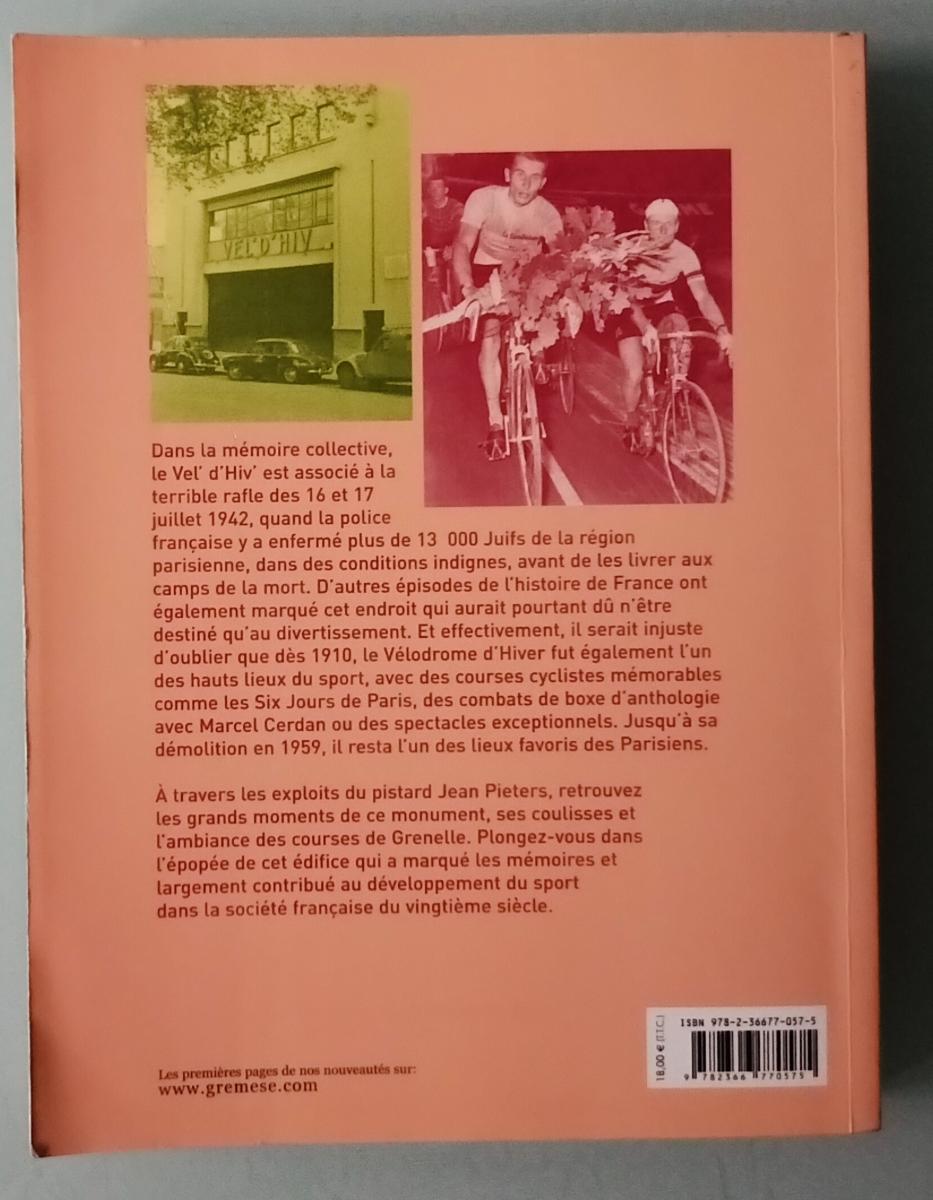 VEL' D'HIV
Dans la mémoire collective,
le Vel' d'Hiv' est associé à la
terrible rafle des 16 et 17
juillet 1942, quand la police
française y a enfermé plus de 13 000 Juifs de la région
parisienne, dans des conditions indignes, avant de les livrer aux
camps de la mort. D'autres épisodes de l'histoire de France ont
également marqué cet endroit qui aurait pourtant dû n'être
destiné qu'au divertissement. Et effectivement, il serait injuste
d'oublier que dès 1910, le Vélodrome d'Hiver fut également l'un
des hauts lieux du sport, avec des courses cyclistes mémorables
comme les Six Jours de Paris, des combats de boxe d'anthologie
avec Marcel Cerdan ou des spectacles exceptionnels. Jusqu'à sa
démolition en 1959, il resta l'un des lieux favoris des Parisiens.
À travers les exploits du pistard Jean Pieters, retrouvez
les grands moments de ce monument, ses coulisses et
l'ambiance des courses de Grenelle. Plongez-vous dans
l'épopée de cet édifice qui a marqué les mémoires et
largement contribué au développement du sport
dans la société française du vingtième siècle.
Les premières pages de nos nouveautés sur:
www.gremese.com
18,00 € (T.T.C.)
ISBN 978-2-36677-057-5
9 782366 770575